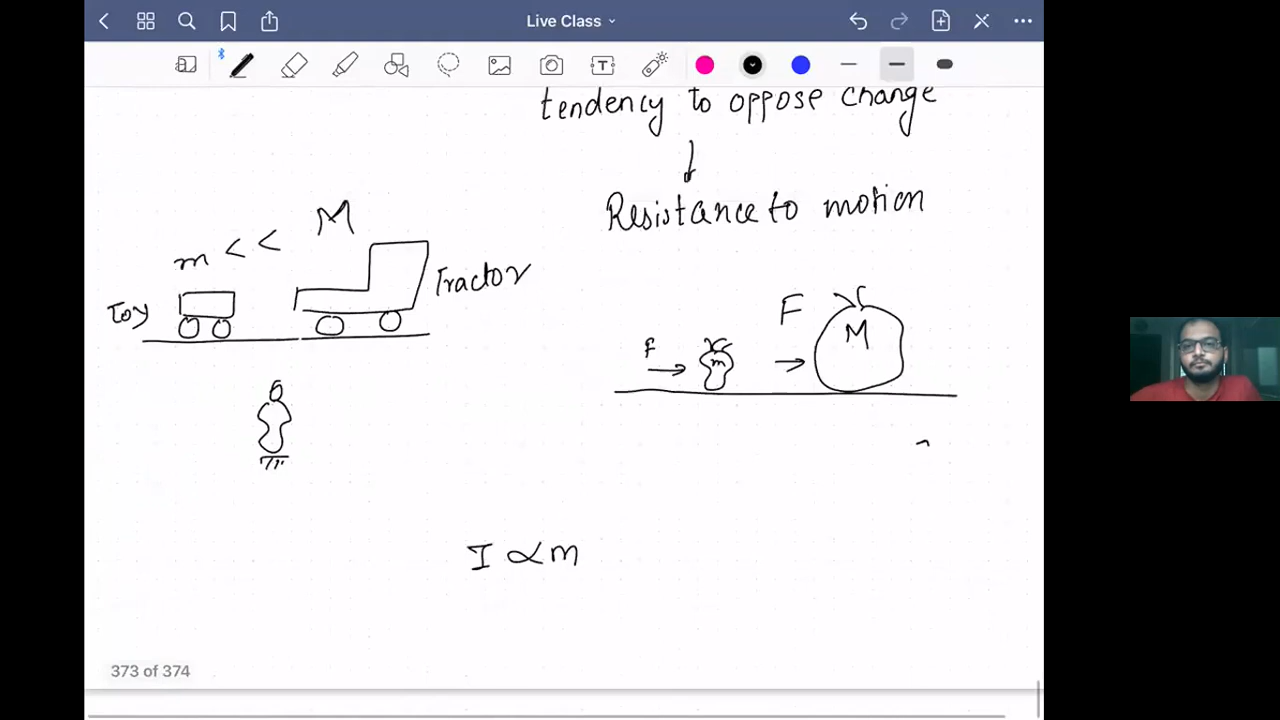 Live Class
T
tendency to oppose change
Resistance to motion
m << M
Toy
Tractor
F
M
f
m
I ∝ m
373 of 374